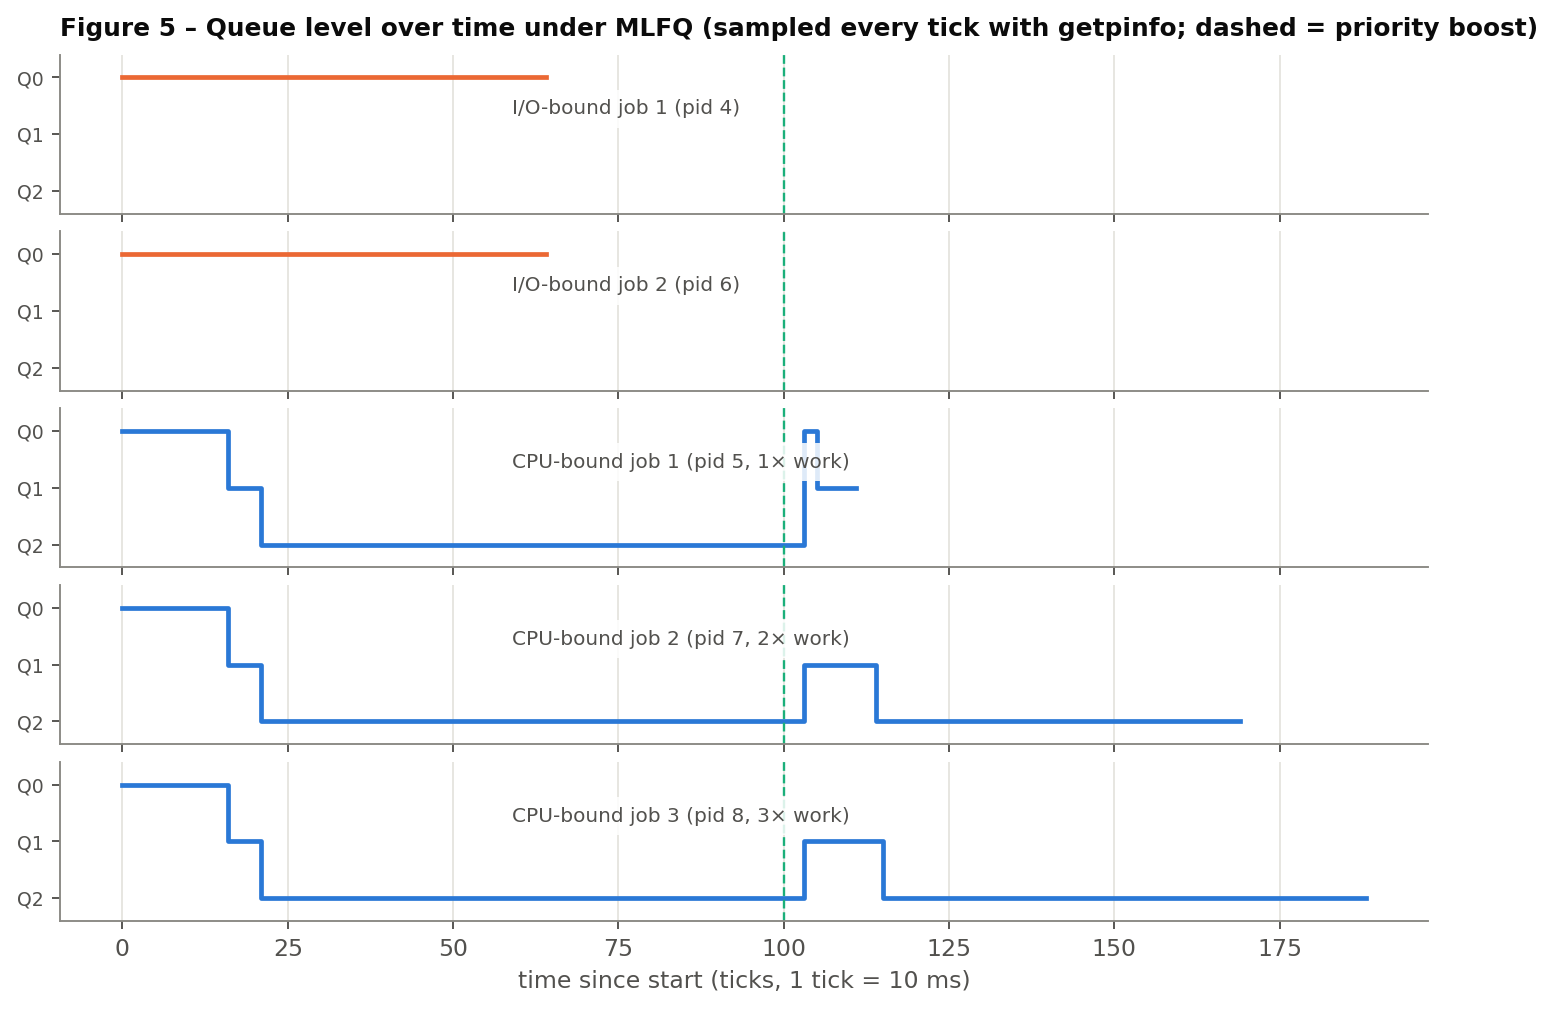 Figure 5 – Queue level over time under MLFQ (sampled every tick with getpinfo; dashed = priority boost)
Q0
I/O-bound job 1 (pid 4)
Q1
Q2
Q0
I/O-bound job 2 (pid 6)
Q1
Q2
Q0
CPU-bound job 1 (pid 5, 1× work)
Q1
Q2
Q0
CPU-bound job 2 (pid 7, 2× work)
Q1
Q2
Q0
CPU-bound job 3 (pid 8, 3× work)
Q1
Q2
0 25 50 75 100 125 150 175
time since start (ticks, 1 tick = 10 ms)